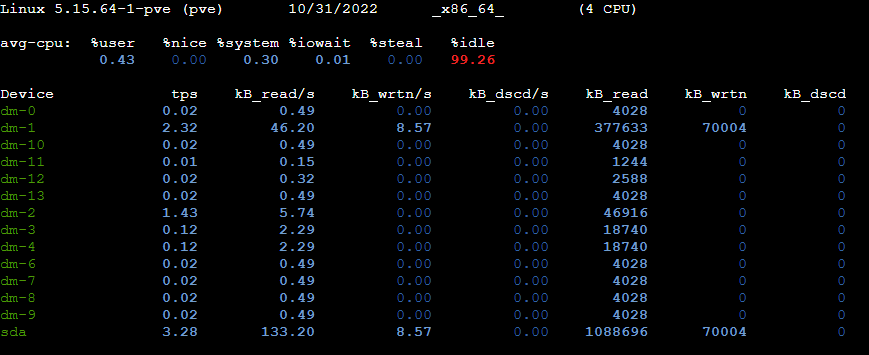 Linux 5.15.64-1-pve (pve) 10/31/2022 _x86_64_ (4 CPU)
avg-cpu: %user %nice %system %iowait %steal %idle
0.43 0.00 0.30 0.01 0.00 99.26
Device tps kB_read/s kB_wrtn/s kB_dscd/s kB_read kB_wrtn kB_dscd
dm-0 0.02 0.49 0.00 0.00 4028 0 0
dm-1 2.32 46.20 8.57 0.00 377633 70004 0
dm-10 0.02 0.49 0.00 0.00 4028 0 0
dm-11 0.01 0.15 0.00 0.00 1244 0 0
dm-12 0.02 0.32 0.00 0.00 2588 0 0
dm-13 0.02 0.49 0.00 0.00 4028 0 0
dm-2 1.43 5.74 0.00 0.00 46916 0 0
dm-3 0.12 2.29 0.00 0.00 18740 0 0
dm-4 0.12 2.29 0.00 0.00 18740 0 0
dm-6 0.02 0.49 0.00 0.00 4028 0 0
dm-7 0.02 0.49 0.00 0.00 4028 0 0
dm-8 0.02 0.49 0.00 0.00 4028 0 0
dm-9 0.02 0.49 0.00 0.00 4028 0 0
sda 3.28 133.20 8.57 0.00 1088696 70004 0